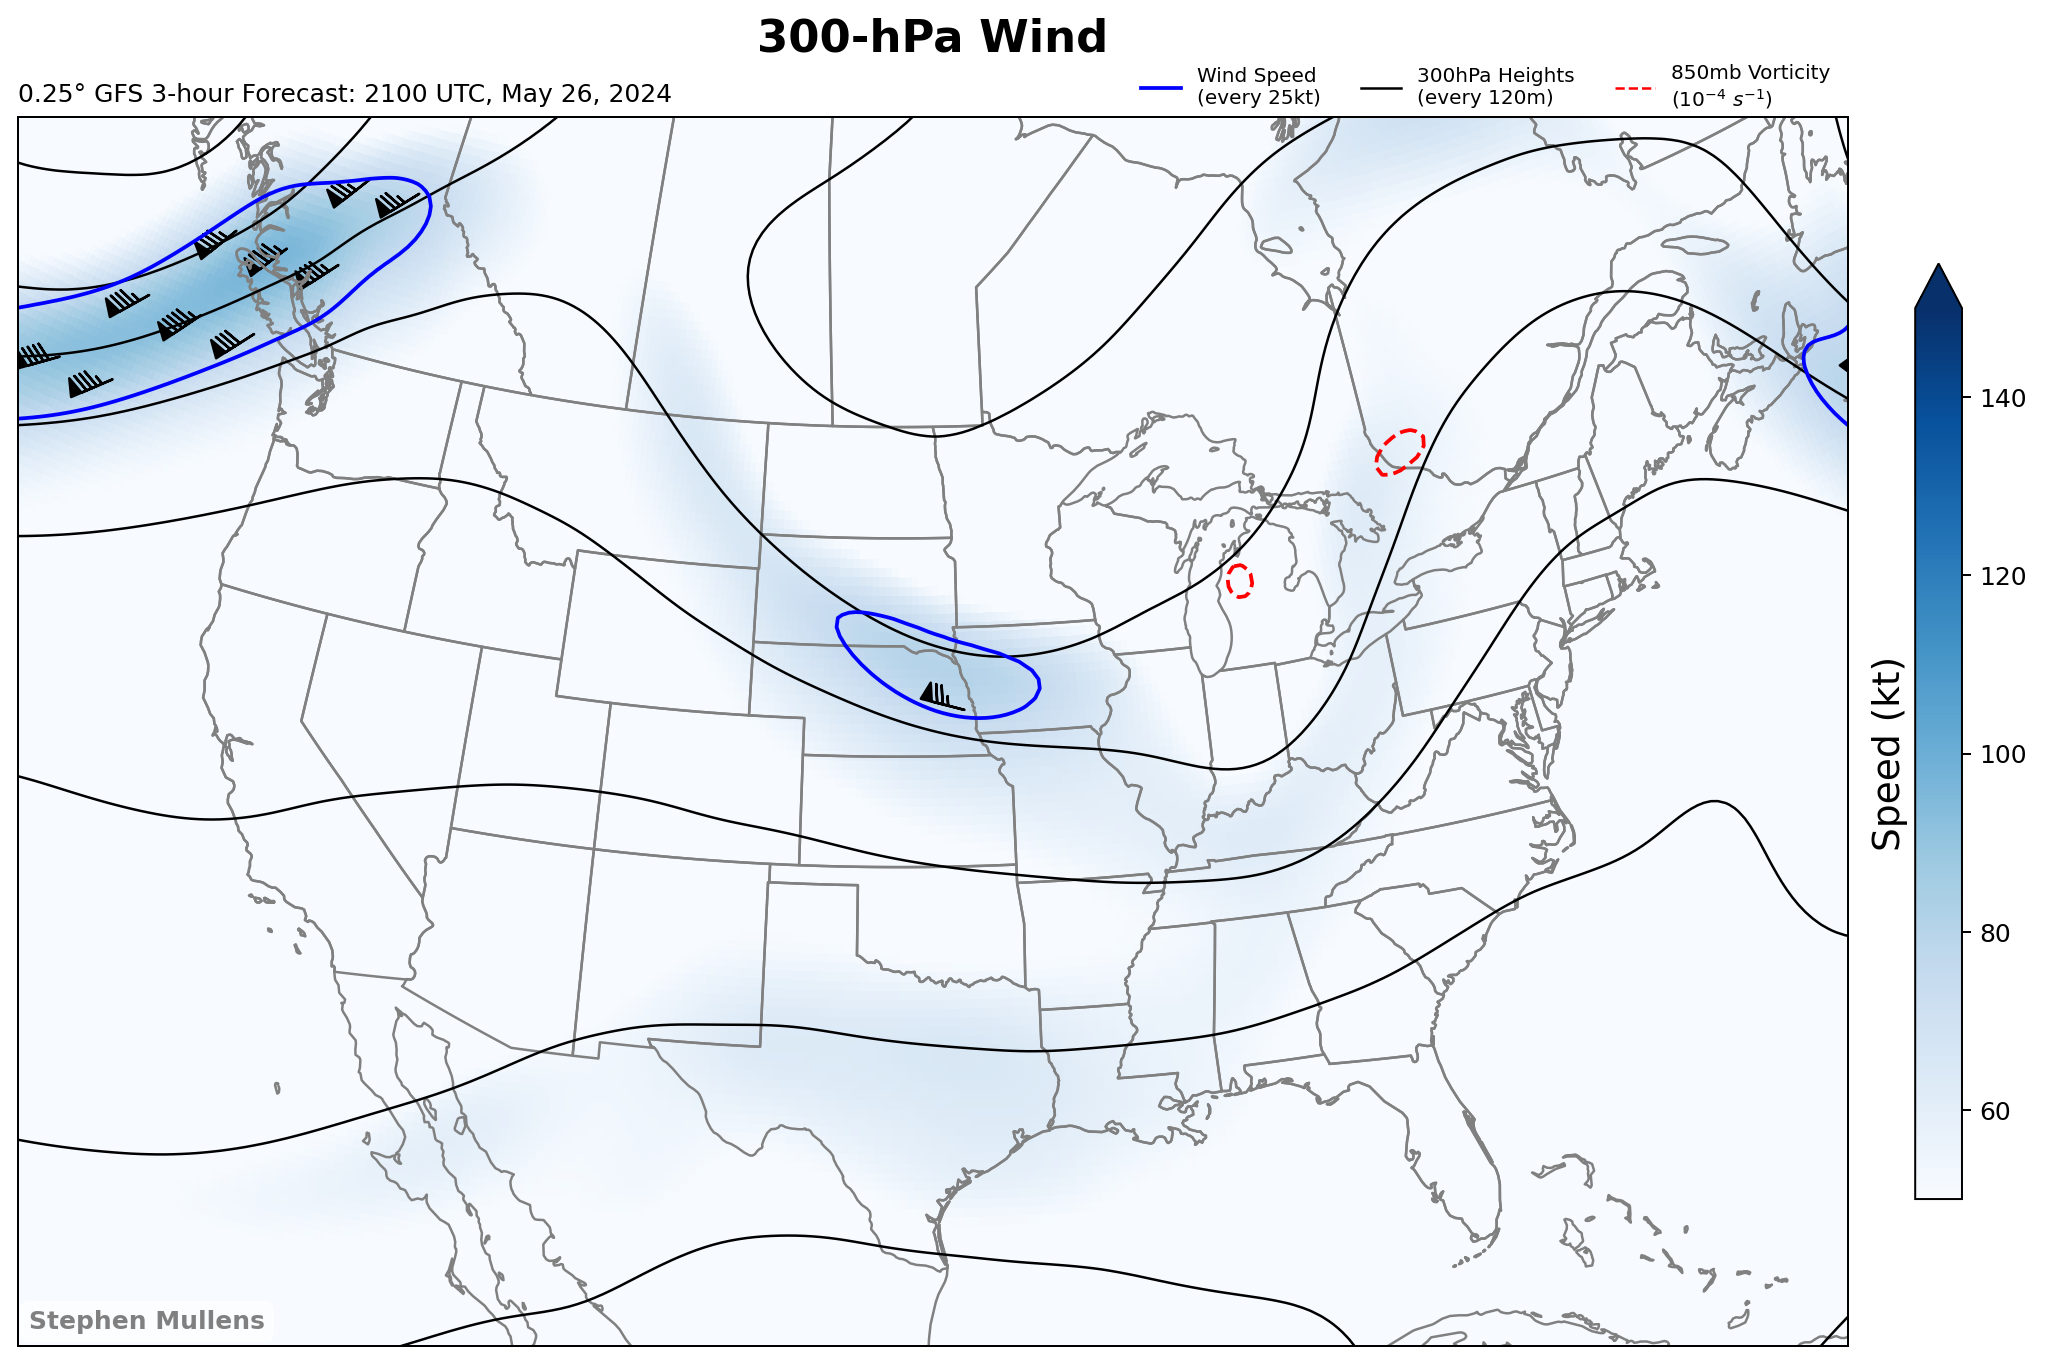 300-hPa Wind
0.25° GFS 3-hour Forecast: 2100 UTC, May 26, 2024
Wind Speed
(every 25kt)
300hPa Heights
(every 120m)
850mb Vorticity
(10⁻⁴ s⁻¹)
140
120
100
80
60
Speed (kt)
Stephen Mullens